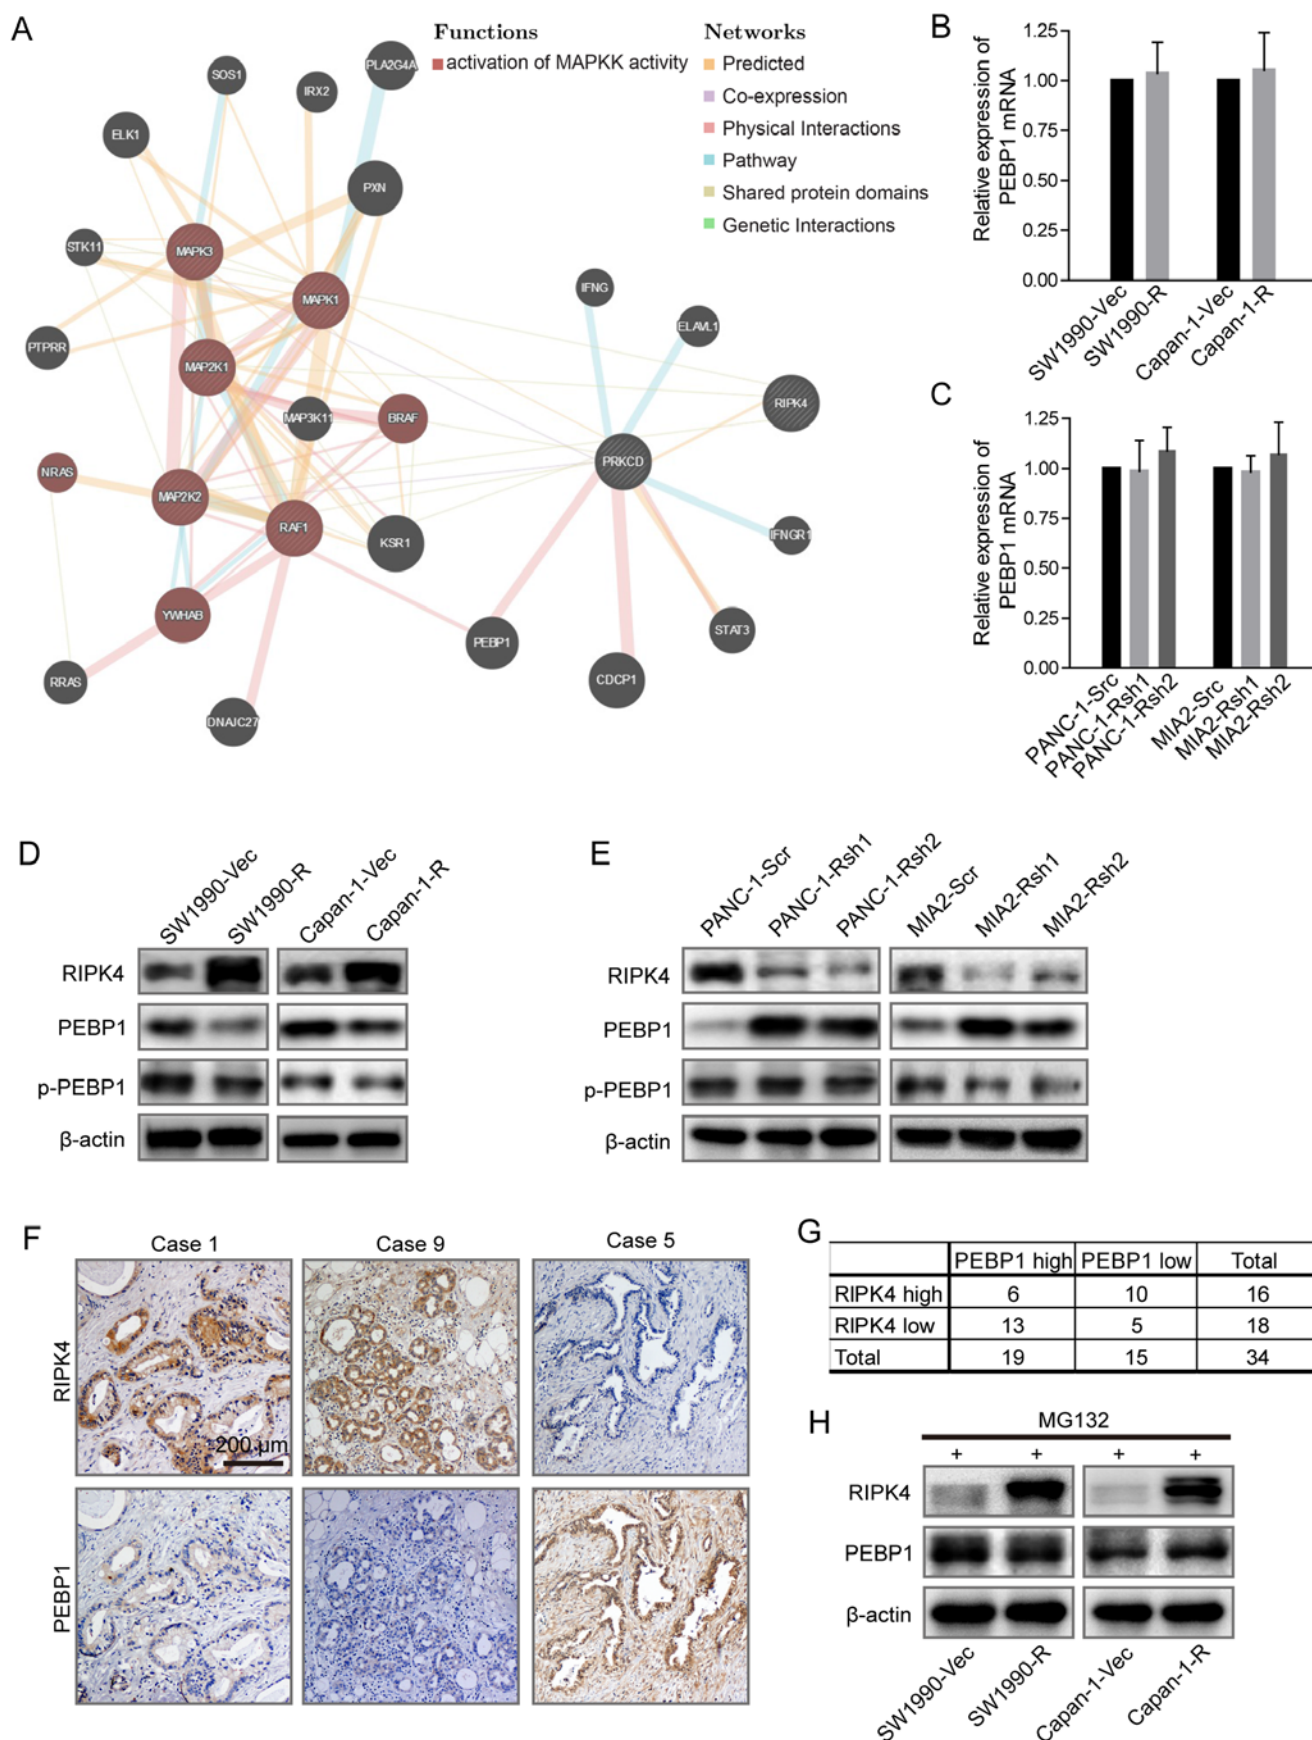 A
Functions
activation of MAPKK activity
Networks
Predicted
Co-expression
Physical Interactions
Pathway
Shared protein domains
Genetic Interactions
SOS1
IRX2
PLA2G4A
ELK1
PXN
STK11
MAPK3
MAPK1
IFNG
ELAVL1
PTPRR
MAP2K1
MAP3K11
BRAF
RIPK4
NRAS
MAP2K2
PRKCD
RAF1
KSR1
IFNGR1
YWHAB
PEBP1
STAT3
RRAS
CDCP1
DNAJC27
B
Relative expression of
PEBP1 mRNA
1.25
1.00
0.75
0.50
0.25
0.00
SW1990-Vec
SW1990-R
Capan-1-Vec
Capan-1-R
C
Relative expression of
PEBP1 mRNA
1.25
1.00
0.75
0.50
0.25
0.00
PANC-1-Src
PANC-1-Rsh1
PANC-1-Rsh2
MIA2-Src
MIA2-Rsh1
MIA2-Rsh2
D
SW1990-Vec
SW1990-R
Capan-1-Vec
Capan-1-R
RIPK4
PEBP1
p-PEBP1
β-actin
E
PANC-1-Scr
PANC-1-Rsh1
PANC-1-Rsh2
MIA2-Scr
MIA2-Rsh1
MIA2-Rsh2
RIPK4
PEBP1
p-PEBP1
β-actin
F
Case 1 Case 9 Case 5
RIPK4
200 µm
PEBP1
G
PEBP1 high PEBP1 low Total
RIPK4 high 6 10 16
RIPK4 low 13 5 18
Total 19 15 34
H
MG132
+ + + +
RIPK4
PEBP1
β-actin
SW1990-Vec
SW1990-R
Capan-1-Vec
Capan-1-R